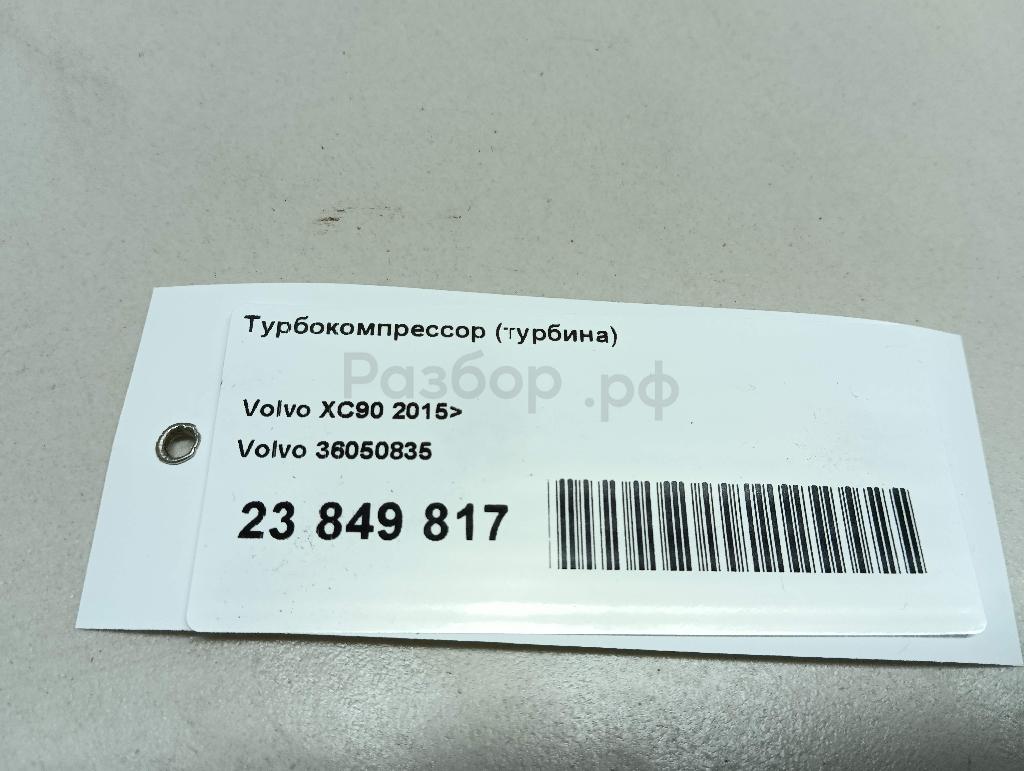 Турбокомпрессор (турбина)
Разбор .рф
Volvo XC90 2015>
Volvo 36050835
23 849 817